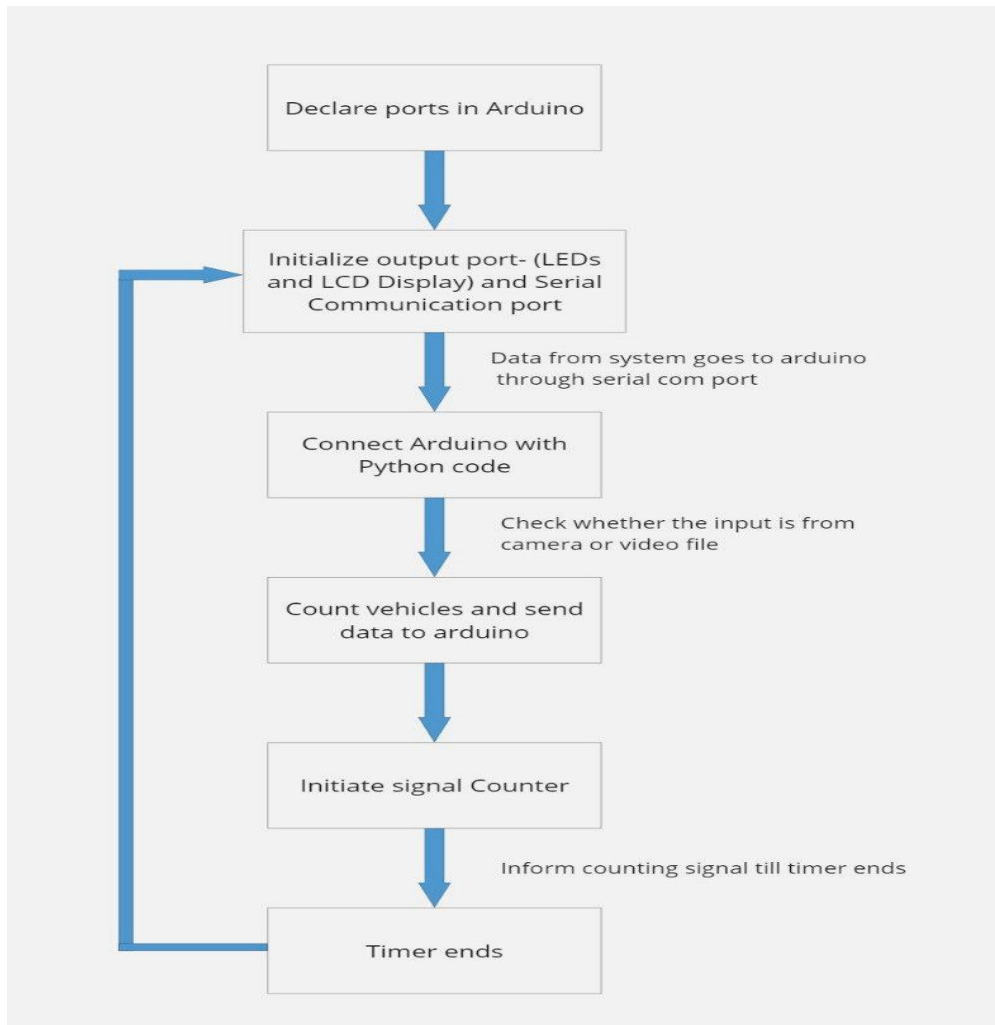 Declare ports in Arduino
Initialize output port- (LEDs
and LCD Display) and Serial
Communication port
Data from system goes to arduino
through serial com port
Connect Arduino with
Python code
Check whether the input is from
camera or video file
Count vehicles and send
data to arduino
Initiate signal Counter
Inform counting signal till timer ends
Timer ends